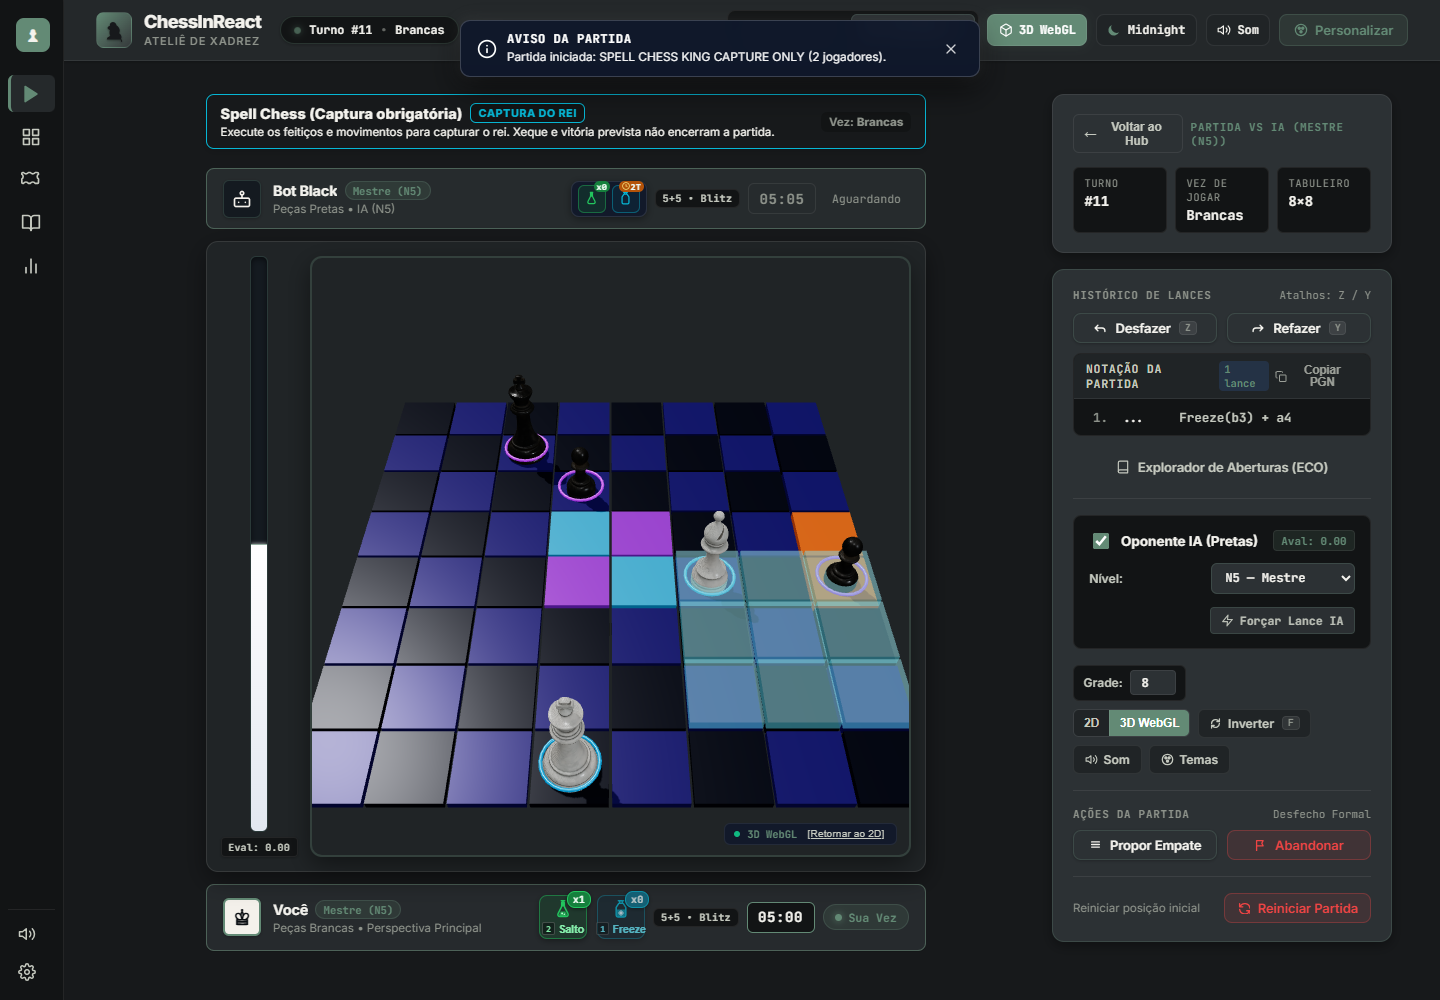 ChessInReact
ATELIÊ DE XADREZ
Turno #11 • Brancas
AVISO DA PARTIDA
Partida iniciada: SPELL CHESS KING CAPTURE ONLY (2 jogadores).
3D WebGL
Midnight
Som
Personalizar
Spell Chess (Captura obrigatória) CAPTURA DO REI
Execute os feitiços e movimentos para capturar o rei. Xeque e vitória prevista não encerram a partida.
Vez: Brancas
Bot Black Mestre (N5)
Peças Pretas • IA (N5)
x0
2T
5+5 • Blitz
05:05
Aguardando
Eval: 0.00
3D WebGL [Retornar ao 2D]
Você Mestre (N5)
Peças Brancas • Perspectiva Principal
x1
2 Salto
x0
1 Freeze
5+5 • Blitz
05:00
Sua Vez
← Voltar ao Hub
PARTIDA VS IA (MESTRE (N5))
TURNO
#11
VEZ DE JOGAR
Brancas
TABULEIRO
8×8
HISTÓRICO DE LANCES
Atalhos: Z / Y
Desfazer Z
Refazer Y
NOTAÇÃO DA PARTIDA
1 lance
Copiar PGN
1. ... Freeze(b3) + a4
Explorador de Aberturas (ECO)
Oponente IA (Pretas)
Aval: 0.00
Nível:
N5 — Mestre
Forçar Lance IA
Grade: 8
2D 3D WebGL
Inverter F
Som
Temas
AÇÕES DA PARTIDA
Desfecho Formal
Propor Empate
Abandonar
Reiniciar posição inicial
Reiniciar Partida